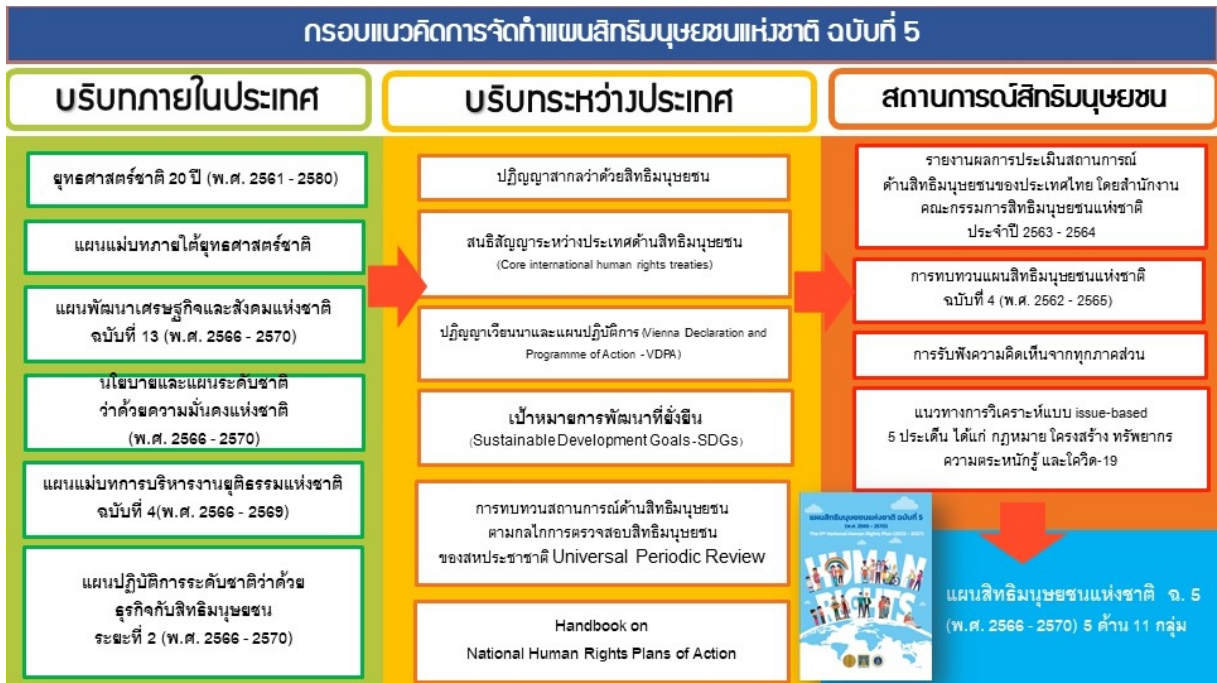 กรอบแนวคิดการจัดทำแผนสิทธิมนุษยชนแห่งชาติ ฉบับที่ 5
บริบทภายในประเทศ
ยุทธศาสตร์ชาติ 20 ปี (พ.ศ. 2561 - 2580)
แผนแม่บทภายใต้ยุทธศาสตร์ชาติ
แผนพัฒนาเศรษฐกิจและสังคมแห่งชาติ
ฉบับที่ 13 (พ.ศ. 2566 - 2570)
นโยบายและแผนระดับชาติ
ว่าด้วยความมั่นคงแห่งชาติ
(พ.ศ. 2566 - 2570)
แผนแม่บทการบริหารงานยุติธรรมแห่งชาติ
ฉบับที่ 4(พ.ศ. 2566 - 2569)
แผนปฏิบัติการระดับชาติว่าด้วย
ธุรกิจกับสิทธิมนุษยชน
ระยะที่ 2 (พ.ศ. 2566 - 2570)
บริบทระหว่างประเทศ
ปฏิญญาสากลว่าด้วยสิทธิมนุษยชน
สนธิสัญญาระหว่างประเทศด้านสิทธิมนุษยชน
(Core international human rights treaties)
ปฏิญญาเวียนนาและแผนปฏิบัติการ (Vienna Declaration and
Programme of Action - VDPA)
เป้าหมายการพัฒนาที่ยั่งยืน
(Sustainable Development Goals -SDGs)
การทบทวนสถานการณ์ด้านสิทธิมนุษยชน
ตามกลไกการตรวจสอบสิทธิมนุษยชน
ของสหประชาชาติ Universal Periodic Review
Handbook on
National Human Rights Plans of Action
สถานการณ์สิทธิมนุษยชน
รายงานผลการประเมินสถานการณ์
ด้านสิทธิมนุษยชนของประเทศไทย โดยสำนักงาน
คณะกรรมการสิทธิมนุษยชนแห่งชาติ
ประจำปี 2563 - 2564
การทบทวนแผนสิทธิมนุษยชนแห่งชาติ
ฉบับที่ 4 (พ.ศ. 2562 - 2565)
การรับฟังความคิดเห็นจากทุกภาคส่วน
แนวทางการวิเคราะห์แบบ issue-based
5 ประเด็น ได้แก่ กฎหมาย โครงสร้าง ทรัพยากร
ความตระหนักรู้ และโควิด-19
แผนสิทธิมนุษยชนแห่งชาติ ฉบับที่ 5
(พ.ศ. 2566 - 2570)
The 5th National Human Rights Plan (2023 - 2027)
HUMAN
RIGHTS
แผนสิทธิมนุษยชนแห่งชาติ ฉ. 5
(พ.ศ. 2566 - 2570) 5 ด้าน 11 กลุ่ม